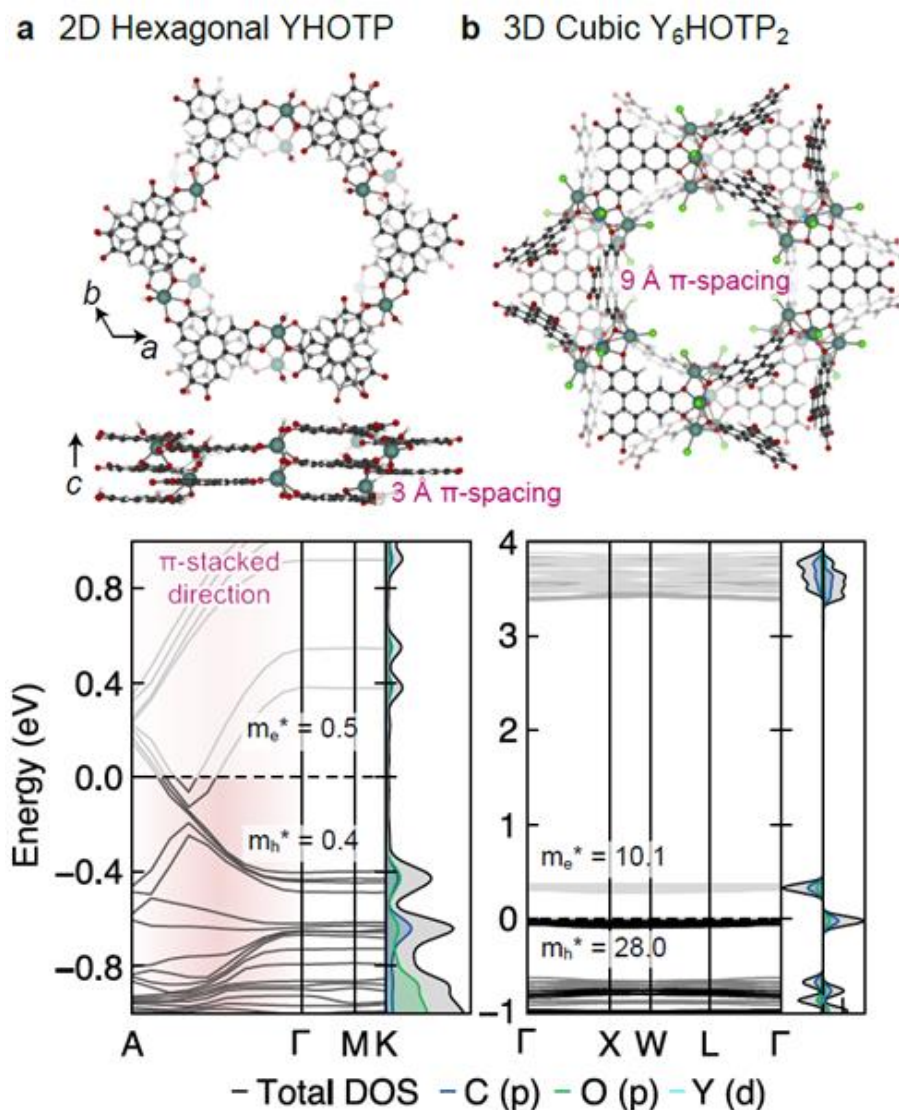 a 2D Hexagonal YHOTP
b 3D Cubic Y₆HOTP₂
b
a
9 Å π-spacing
c
3 Å π-spacing
π-stacked
direction
Energy (eV)
0.8
0.4
0.0
−0.4
−0.8
mₑ* = 0.5
mₕ* = 0.4
A Γ M K
4
3
2
1
0
-1
mₑ* = 10.1
mₕ* = 28.0
Γ X W L Γ
Total DOS C (p) O (p) Y (d)